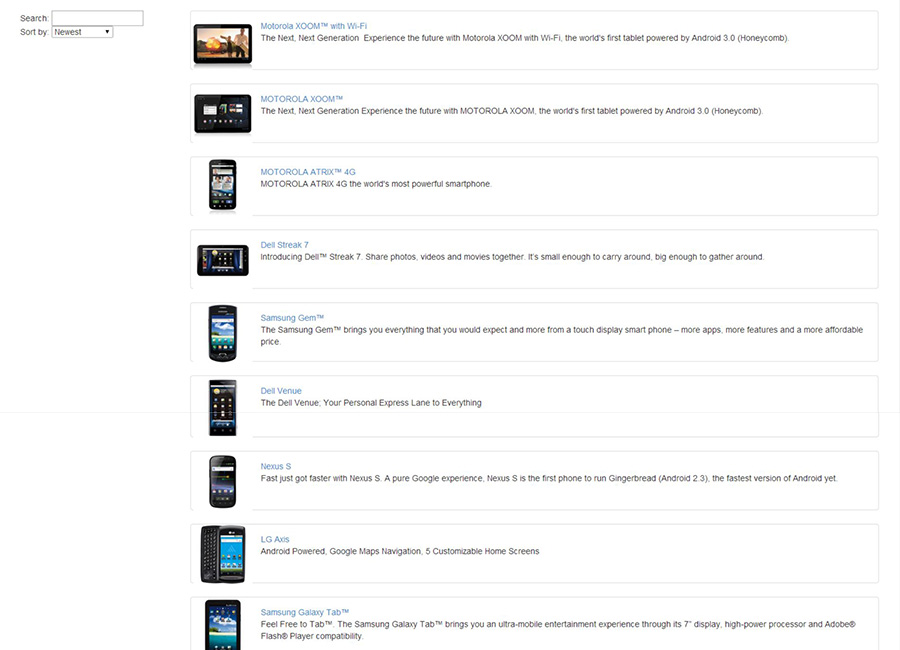 Search:
Sort by: Newest
Motorola XOOM™ with Wi-Fi
The Next, Next Generation Experience the future with Motorola XOOM with Wi-Fi, the world's first tablet powered by Android 3.0 (Honeycomb).
MOTOROLA XOOM™
The Next, Next Generation Experience the future with MOTOROLA XOOM, the world's first tablet powered by Android 3.0 (Honeycomb).
MOTOROLA ATRIX™ 4G
MOTOROLA ATRIX 4G the world's most powerful smartphone.
Dell Streak 7
Introducing Dell™ Streak 7. Share photos, videos and movies together. It's small enough to carry around, big enough to gather around.
Samsung Gem™
The Samsung Gem™ brings you everything that you would expect and more from a touch display smart phone – more apps, more features and a more affordable
price.
Dell Venue
The Dell Venue; Your Personal Express Lane to Everything
Nexus S
Fast just got faster with Nexus S. A pure Google experience, Nexus S is the first phone to run Gingerbread (Android 2.3), the fastest version of Android yet.
LG Axis
Android Powered, Google Maps Navigation, 5 Customizable Home Screens
Samsung Galaxy Tab™
Feel Free to Tab™. The Samsung Galaxy Tab™ brings you an ultra-mobile entertainment experience through its 7" display, high-power processor and Adobe®
Flash® Player compatibility.